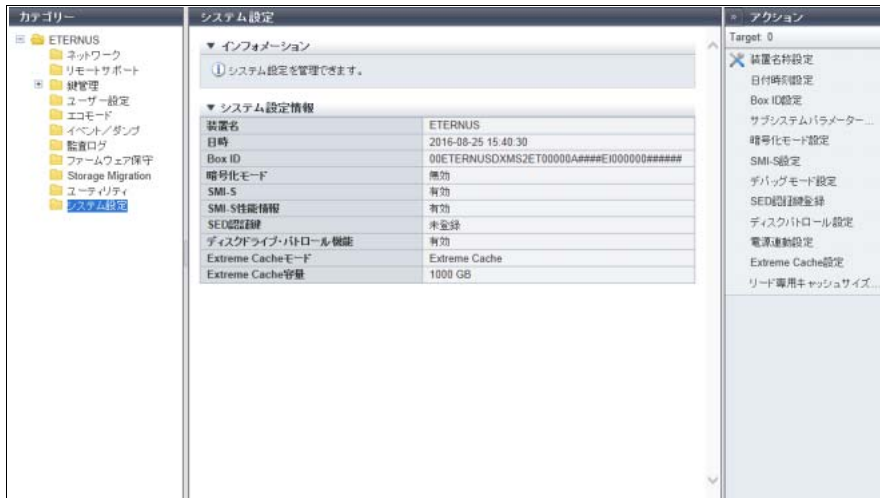 カテゴリー
ETERNUS
ネットワーク
リモートサポート
鍵管理
ユーザー設定
エコモード
イベント/ダンプ
監査ログ
ファームウェア保守
Storage Migration
ユーティリティ
システム設定
システム設定
▼ インフォメーション
システム設定を管理できます。
▼ システム設定情報
装置名 ETERNUS
日時 2016-08-25 15:40:30
Box ID 00ETERNUSDXMS2ET00000A####EI000000######
暗号化モード 無効
SMI-S 有効
SMI-S性能情報 有効
SED認証鍵 未登録
ディスクドライブ・パトロール機能 有効
Extreme Cacheモード Extreme Cache
Extreme Cache容量 1000 GB
» アクション
Target: 0
装置名称設定
日付時刻設定
Box ID設定
サブシステムパラメーター...
暗号化モード設定
SMI-S設定
デバッグモード設定
SED認証鍵登録
ディスクパトロール設定
電源連動設定
Extreme Cache設定
リード専用キャッシュサイズ...